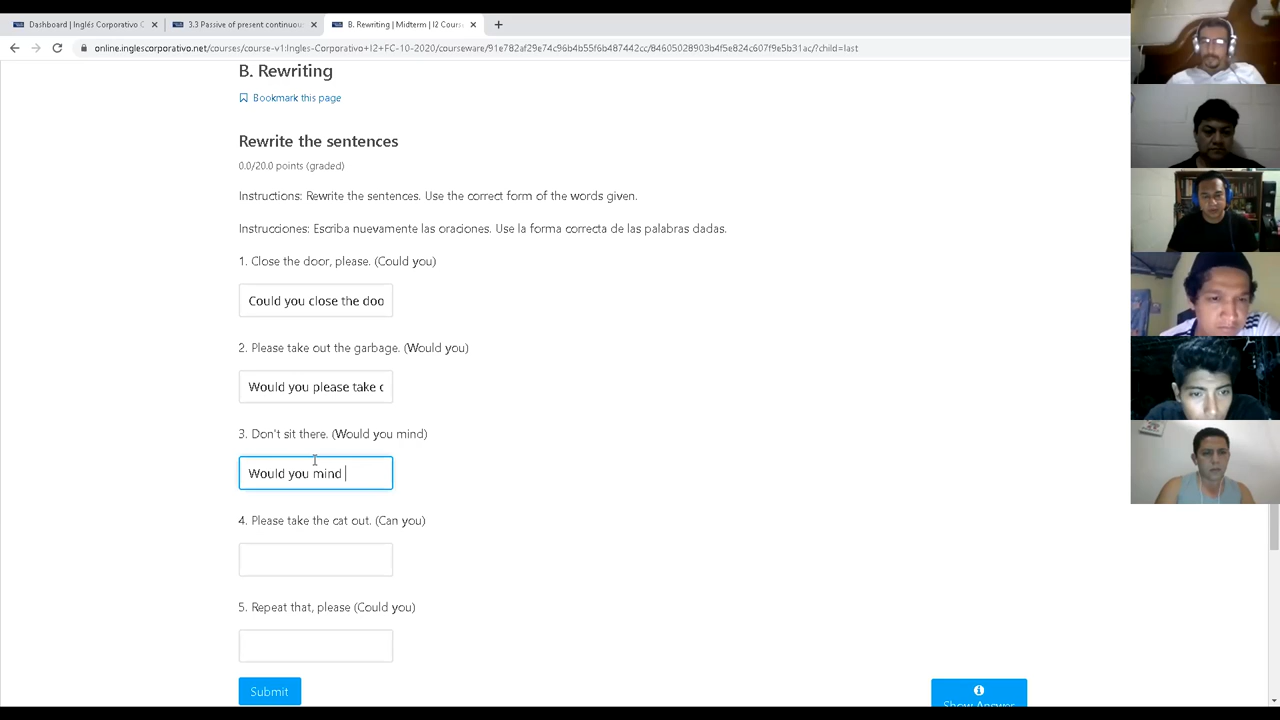 Dashboard | Inglés Corporativo
3.3 Passive of present continuou
B. Rewriting | Midterm | I2 Cours
online.inglescorporativo.net/courses/course-v1:Ingles-Corporativo+I2+FC-10-2020/courseware/91e782af29e74c96b4b55f6b487442cc/84605028903b4f5e824c607f9e5b31ac/?child=last
B. Rewriting
Bookmark this page
Rewrite the sentences
0.0/20.0 points (graded)
Instructions: Rewrite the sentences. Use the correct form of the words given.
Instrucciones: Escriba nuevamente las oraciones. Use la forma correcta de las palabras dadas.
1. Close the door, please. (Could you)
Could you close the doo
2. Please take out the garbage. (Would you)
Would you please take
3. Don't sit there. (Would you mind)
Would you mind
4. Please take the cat out. (Can you)
5. Repeat that, please (Could you)
Submit
Show Answer